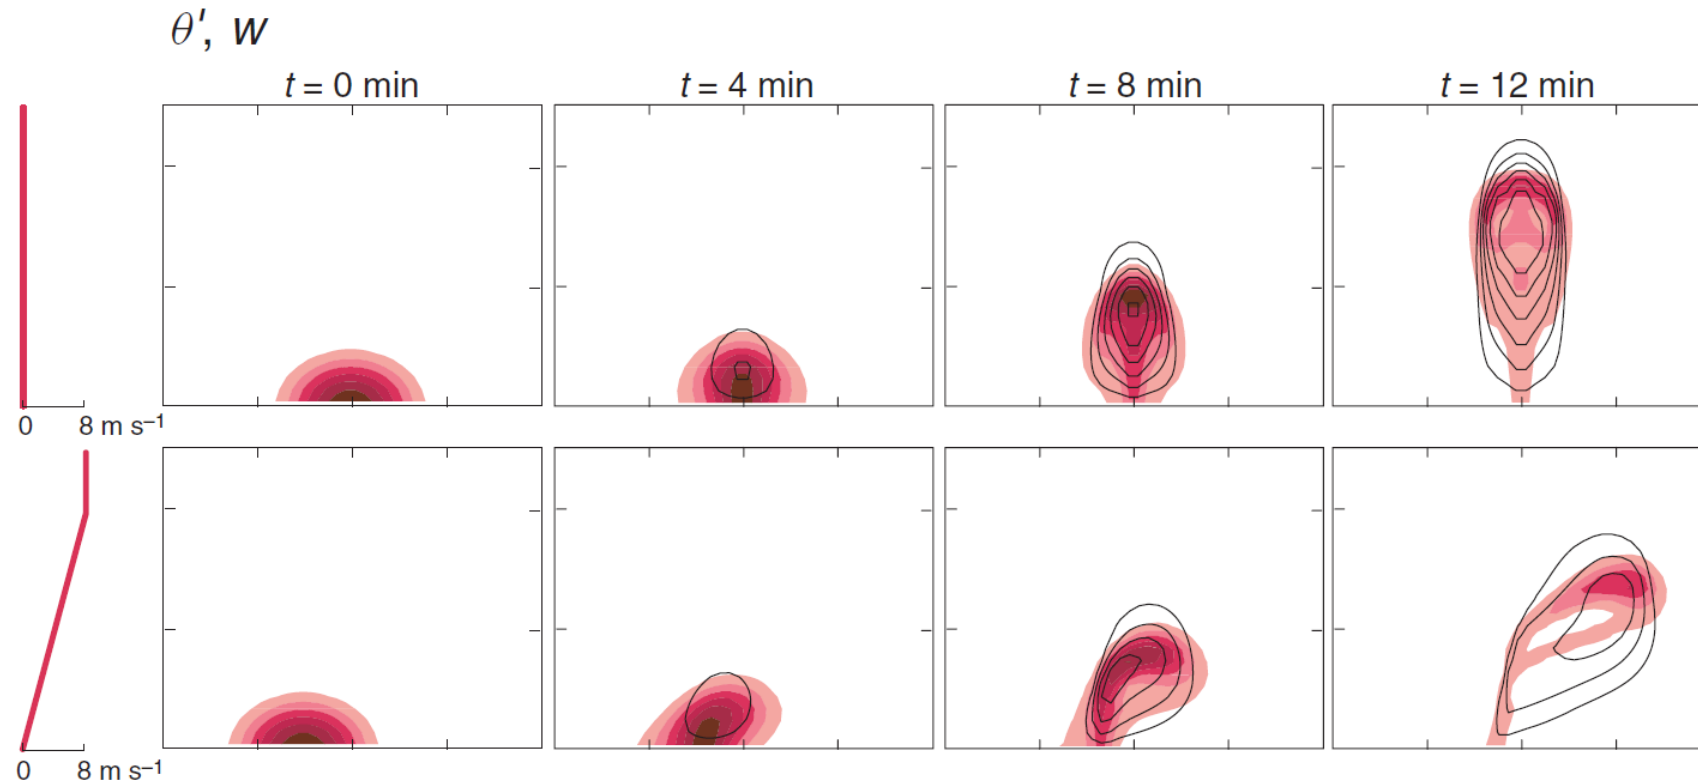 θ′, w
t = 0 min
t = 4 min
t = 8 min
t = 12 min
0 8 m s⁻¹
0 8 m s⁻¹